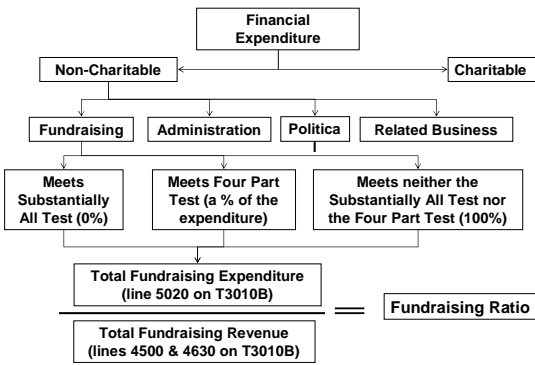 Financial
Expenditure
Non-Charitable
Charitable
Fundraising
Administration
Politica
Related Business
Meets
Substantially
All Test (0%)
Meets Four Part
Test (a % of the
expenditure)
Meets neither the
Substantially All Test nor
the Four Part Test (100%)
Total Fundraising Expenditure
(line 5020 on T3010B)
=
Fundraising Ratio
Total Fundraising Revenue
(lines 4500 & 4630 on T3010B)